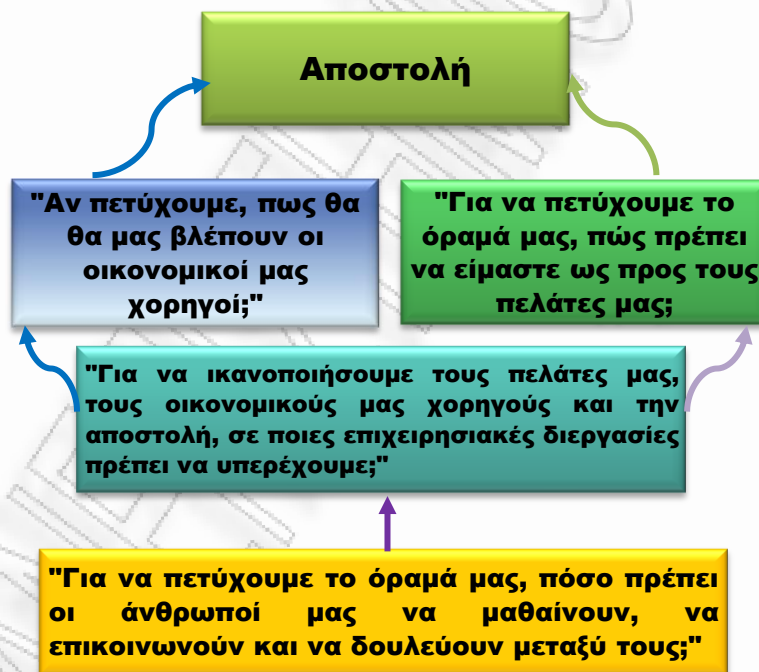 Αποστολή
"Αν πετύχουμε, πως θα
θα μας βλέπουν οι
οικονομικοί μας
χορηγοί;"
"Για να πετύχουμε το
όραμά μας, πώς πρέπει
να είμαστε ως προς τους
πελάτες μας;
"Για να ικανοποιήσουμε τους πελάτες μας,
τους οικονομικούς μας χορηγούς και την
αποστολή, σε ποιες επιχειρησιακές διεργασίες
πρέπει να υπερέχουμε;"
"Για να πετύχουμε το όραμά μας, πόσο πρέπει
οι άνθρωποί μας να μαθαίνουν, να
επικοινωνούν και να δουλεύουν μεταξύ τους;"